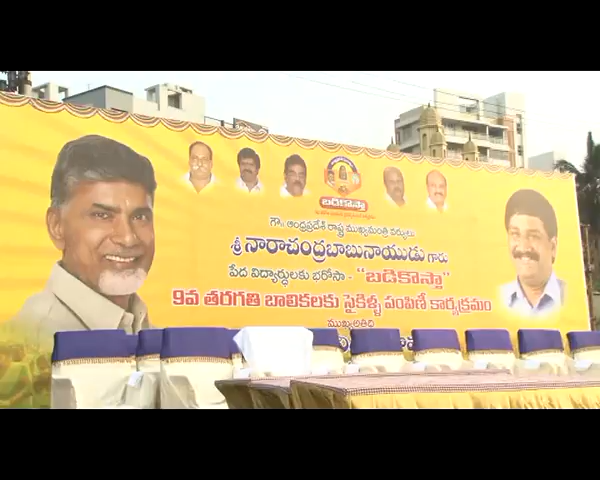 బడికొస్తా
గౌ॥ ఆంధ్రప్రదేశ్ రాష్ట్ర ముఖ్యమంత్రి వర్యులు
శ్రీ నారాచంద్రబాబునాయుడు గారు
పేద విద్యార్థులకు భరోసా - "బడికొస్తా"
9వ తరగతి బాలికలకు సైకిళ్ళ పంపిణీ కార్యక్రమం
ముఖ్యఅతిథి